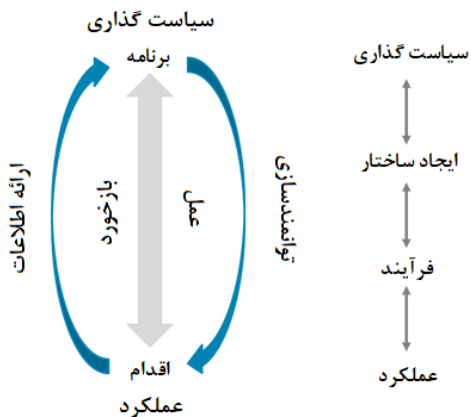 سیاست گذاری
برنامه
ارائه اطلاعات
بازخورد
عمل
توانمندسازی
اقدام
عملکرد
سیاست گذاری
ایجاد ساختار
فرآیند
عملکرد